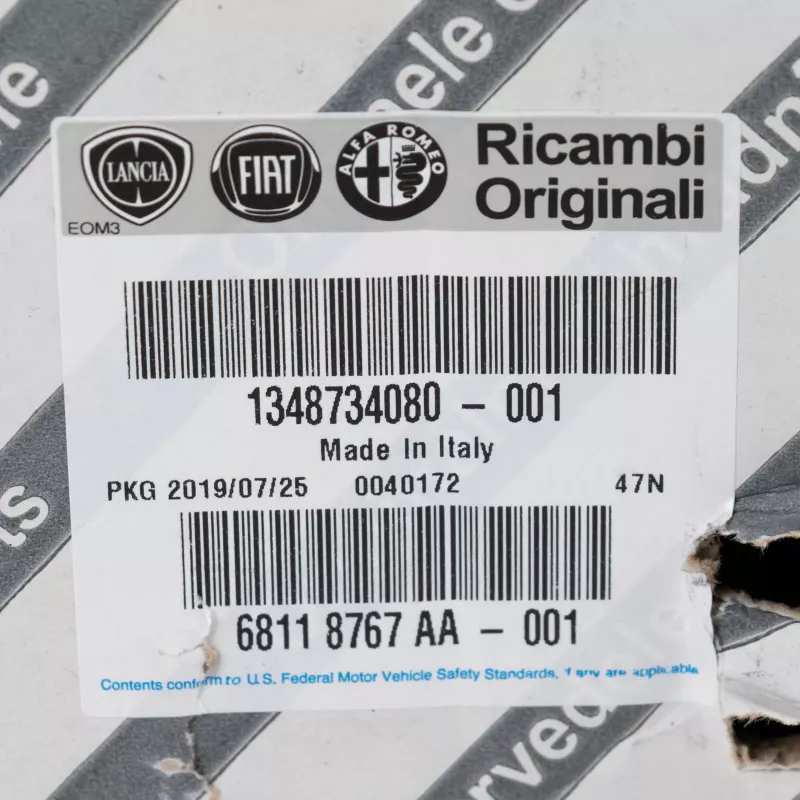 LANCIA
FIAT
ALFA ROMEO
Ricambi
Originali
EOM3
1348734080 - 001
Made In Italy
PKG 2019/07/25 0040172 47N
6811 8767 AA - 001
Contents conform to U.S. Federal Motor Vehicle Safety Standards, if any are applicable